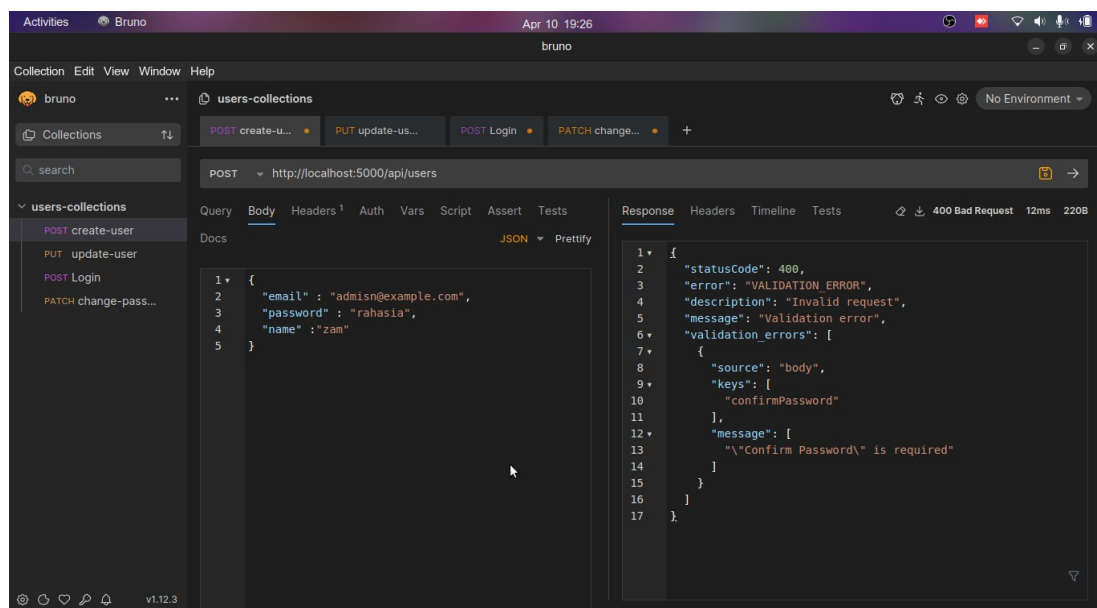 Activities Bruno Apr 10 19:26
bruno
Collection Edit View Window Help
bruno ... users-collections No Environment
Collections
POST create-u... PUT update-us... POST Login PATCH change... +
search
POST http://localhost:5000/api/users
users-collections
POST create-user
PUT update-user
POST Login
PATCH change-pass...
Query Body Headers 1 Auth Vars Script Assert Tests
Docs JSON Prettify
1 {
2 "email" : "admisn@example.com",
3 "password" : "rahasia",
4 "name" :"zam"
5 }
Response Headers Timeline Tests 400 Bad Request 12ms 220B
1 {
2 "statusCode": 400,
3 "error": "VALIDATION_ERROR",
4 "description": "Invalid request",
5 "message": "Validation error",
6 "validation_errors": [
7 {
8 "source": "body",
9 "keys": [
10 "confirmPassword"
11 ],
12 "message": [
13 "\"Confirm Password\" is required"
14 ]
15 }
16 ]
17 }
v1.12.3